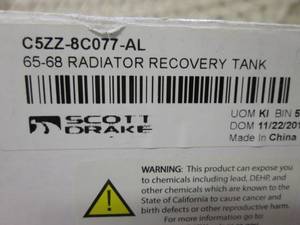 C5ZZ-8C077-AL
65-68 RADIATOR RECOVERY TANK
SCOTT
DRAKE
UOM KI BIN 5
DOM 11/22/201
Made In China
WARNING: This product can expose you
to chemicals including lead, DEHP, and
other chemicals which are known to the
State of California to cause cancer and
birth defects or other reproductive harm.
For more information go to: